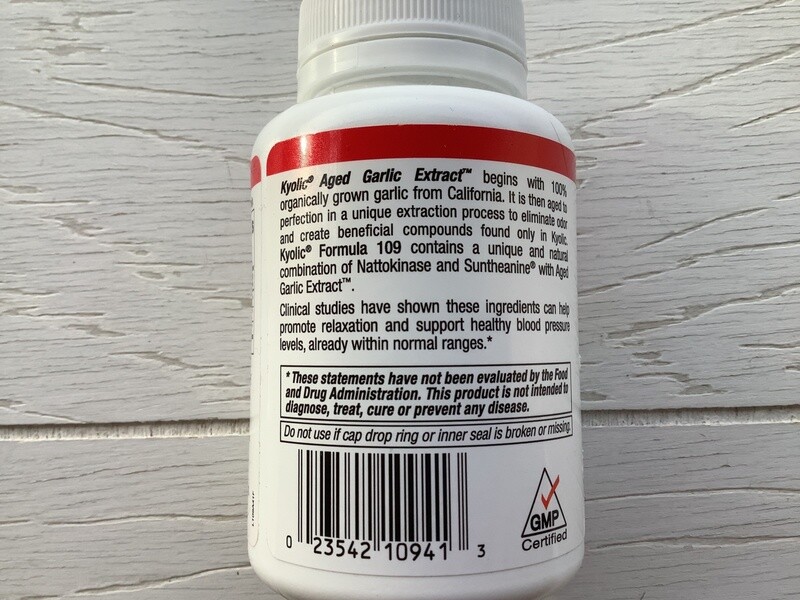 Kyolic® Aged Garlic Extract™ begins with 100%
organically grown garlic from California. It is then aged to
perfection in a unique extraction process to eliminate odor
and create beneficial compounds found only in Kyolic.
Kyolic® Formula 109 contains a unique and natural
combination of Nattokinase and Suntheanine® with Aged
Garlic Extract™.
Clinical studies have shown these ingredients can help
promote relaxation and support healthy blood pressure
levels, already within normal ranges.*
* These statements have not been evaluated by the Food
and Drug Administration. This product is not intended to
diagnose, treat, cure or prevent any disease.
Do not use if cap drop ring or inner seal is broken or missing.
0 23542 10941 3
GMP
Certified